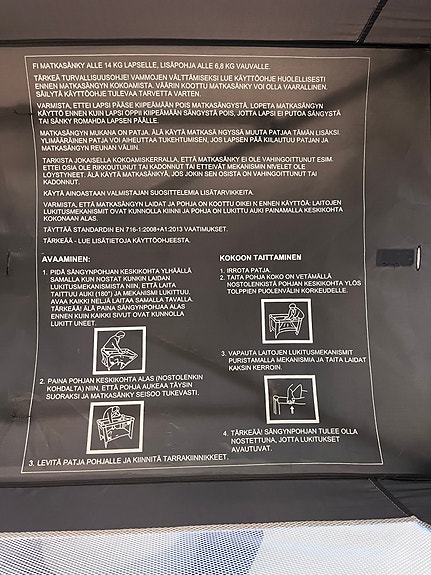 FI MATKASÄNKY ALLE 14 KG LAPSELLE, LISÄPOHJA ALLE 6,8 KG VAUVALLE.
TÄRKEÄ TURVALLISUUSOHJE! VAMMOJEN VÄLTTÄMISEKSI LUE KÄYTTÖOHJE HUOLELLISESTI
ENNEN MATKASÄNGYN KOKOAMISTA. VÄÄRIN KOOTTU MATKASÄNKY VOI OLLA VAARALLINEN.
SÄILYTÄ KÄYTTÖOHJE TULEVAA TARVETTA VARTEN.
VARMISTA, ETTEI LAPSI PÄÄSE KIIPEÄMÄÄN POIS MATKASÄNGYSTÄ. LOPETA MATKASÄNGYN
KÄYTTÖ ENNEN KUIN LAPSI OPPII KIIPEÄMÄÄN SÄNGYSTÄ POIS, JOTTA LAPSI EI PUTOA SÄNGYSTÄ
TAI SÄNKY ROMAHDA LAPSEN PÄÄLLE.
MATKASÄNGYN MUKANA ON PATJA. ÄLÄ KÄYTÄ MATKASÄ NGYSSÄ MUUTA PATJAA TÄMÄN LISÄKSI.
YLIMÄÄRÄINEN PATJA VOI AIHEUTTAA TUKEHTUMISEN, JOS LAPSEN PÄÄ KIILAUTUU PATJAN JA
MATKASÄNGYN REUNAN VÄLIIN.
TARKISTA JOKAISELLA KOKOAMISKERRALLA, ETTÄ MATKASÄNKY EI OLE VAHINGOITTUNUT ESIM.
ETTEI OSIA OLE RIKKOUTUNUT TAI KADONNUT TAI ETTEIVÄT MEKANISMIN NIVELET OLE
LÖYSTYNEET. ÄLÄ KÄYTÄ MATKASÄNKYÄ, JOS JOKIN SEN OSISTA ON VAHINGOITTUNUT TAI
KADONNUT.
KÄYTÄ AINOASTAAN VALMISTAJAN SUOSITTELEMIA LISÄTARVIKKEITA.
VARMISTA, ETTÄ MATKASÄNGYN LAIDAT JA POHJA ON KOOTTU OIKEI N ENNEN KÄYTTÖÄ: LAITOJEN
LUKITUSMEKANISMIT OVAT KUNNOLLA KIINNI JA POHJA ON LUKITTU AUKI PAINAMALLA KESKIKOHTA
KOKONAAN ALAS.
TÄYTTÄÄ STANDARDIN EN 716-1:2008+A1:2013 VAATIMUKSET.
TÄRKEÄÄ - LUE LISÄTIETOJA KÄYTTÖOHJEESTA.
AVAAMINEN:
1. PIDÄ SÄNGYNPOHJAN KESKIKOHTA YLHÄÄLLÄ
SAMALLA KUN NOSTAT KUNKIN LAIDAN
LUKITUSMEKANISMISTA NIIN, ETTÄ LAITA
TAITTUU AUKI (180°) JA MEKANISMI LUKITTUU.
AVAA KAIKKI NELJÄ LAITAA SAMALLA TAVALLA.
TÄRKEÄÄ! ÄLÄ PAINA SÄNGYNPOHJAA ALAS
ENNEN KUIN KAIKKI SIVUT OVAT KUNNOLLA
LUKIT UNEET.
2. PAINA POHJAN KESKIKOHTA ALAS (NOSTOLENKIN
KOHDALTA) NIIN, ETTÄ POHJA AUKEAA TÄYSIN
SUORAKSI JA MATKASÄNKY SEISOO TUKEVASTI.
3. LEVITÄ PATJA POHJALLE JA KIINNITÄ TARRAKIINNIKKEET.
KOKOON TAITTAMINEN
1. IRROTA PATJA.
2. TAITA POHJA KOKO ON VETÄMÄLLÄ
NOSTOLENKISTÄ POHJAN KESKIKOHTA YLÖS
TOLPPIEN PUOLENVÄLIN KORKEUDELLE.
3. VAPAUTA LAITOJEN LUKITUSMEKANISMIT
PURISTAMALLA MEKANISMIA JA TAITA LAIDAT
KAKSIN KERROIN.
4. TÄRKEÄÄ! SÄNGYNPOHJAN TULEE OLLA
NOSTETTUNA, JOTTA LUKITUKSET
AVAUTUVAT.